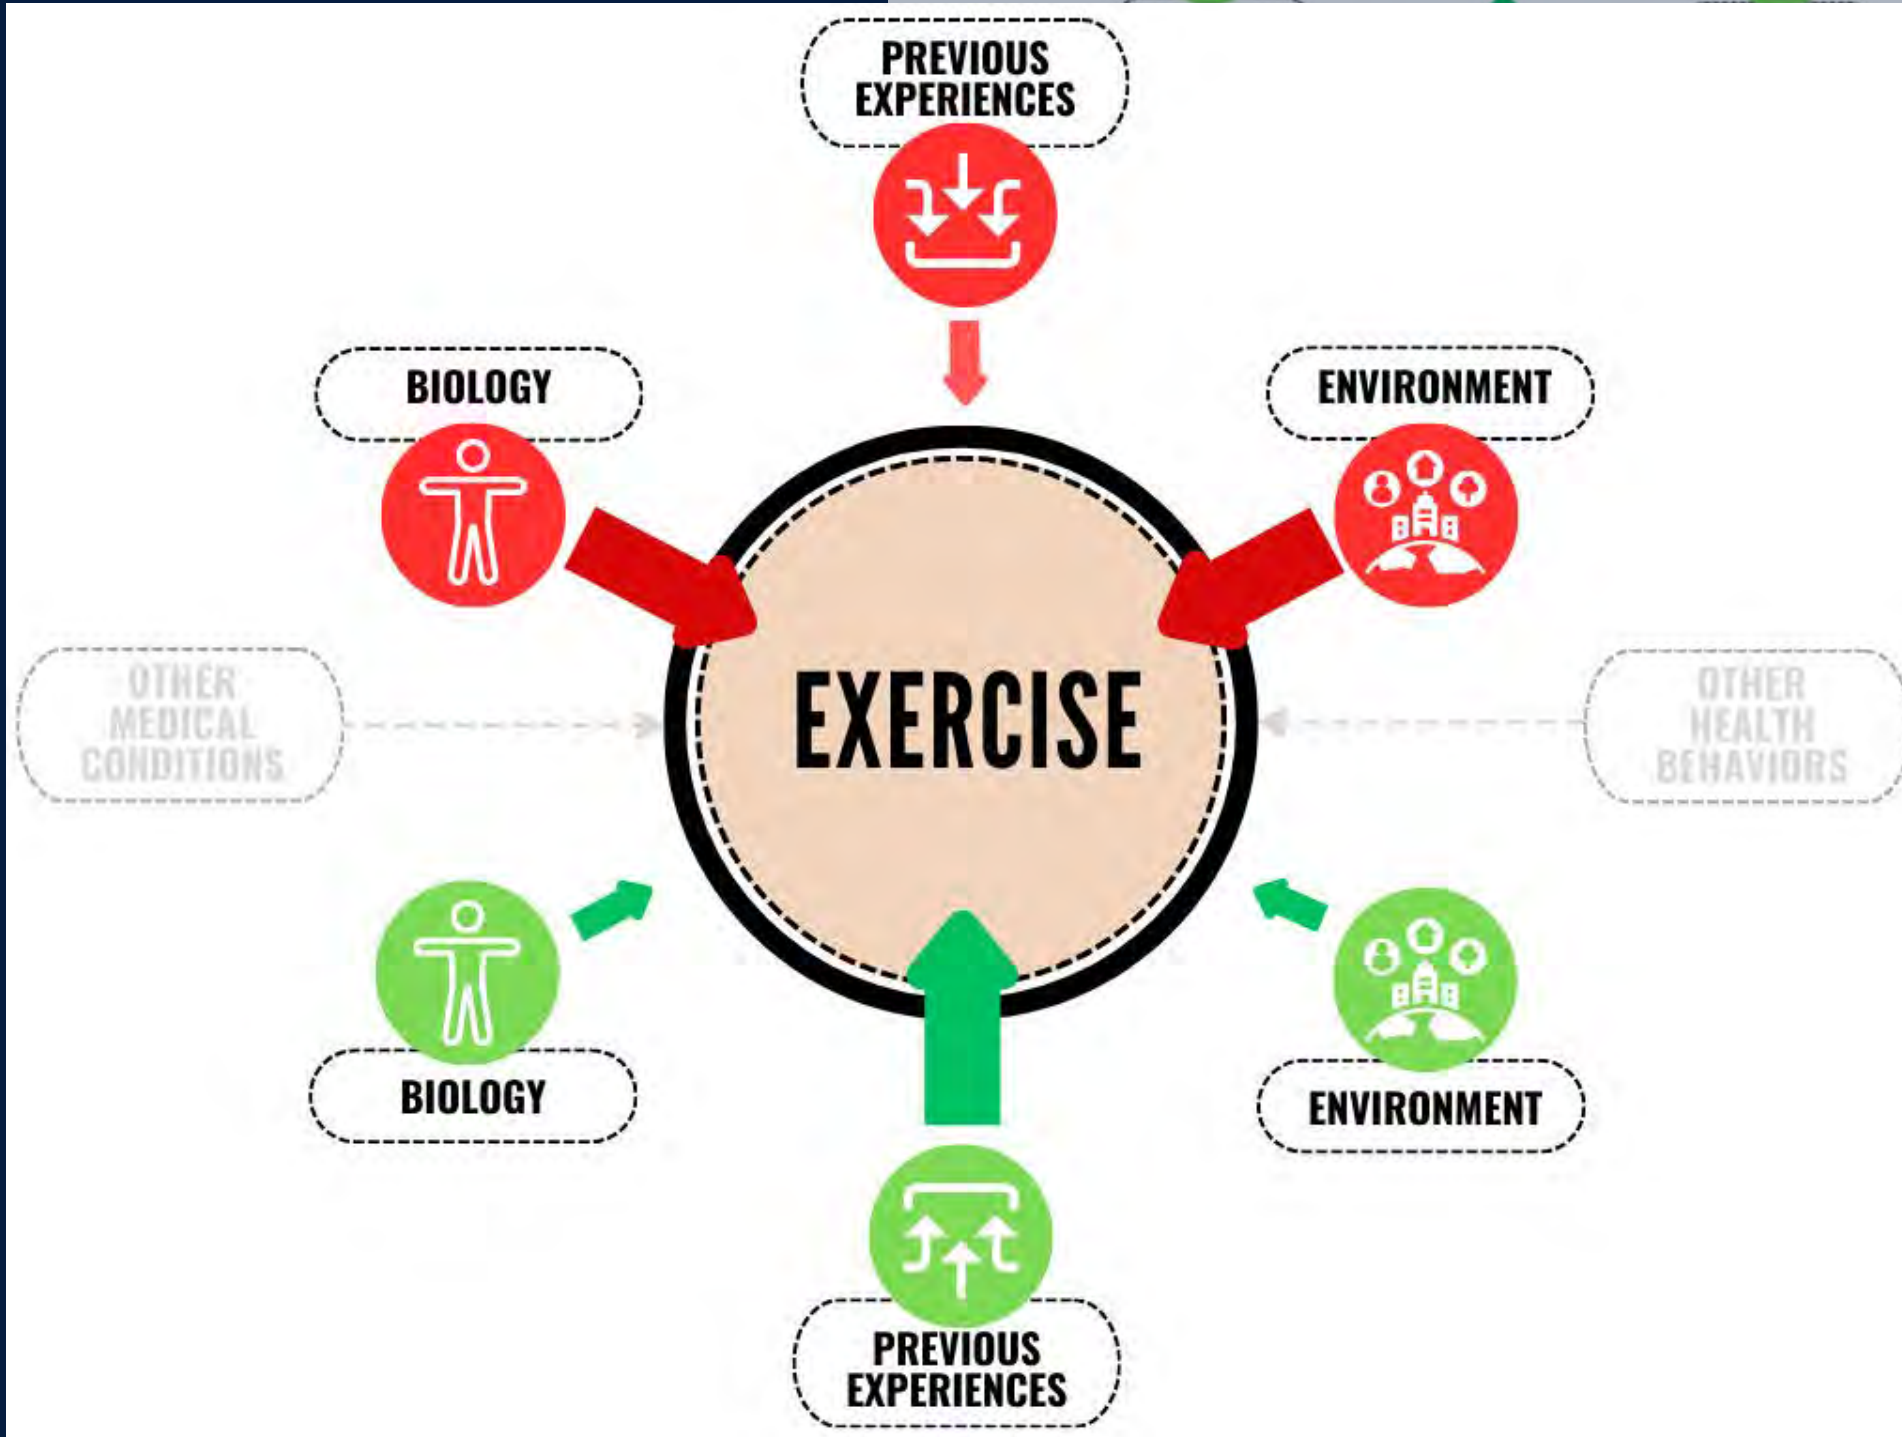 PREVIOUS
EXPERIENCES
BIOLOGY
ENVIRONMENT
OTHER
MEDICAL
CONDITIONS
EXERCISE
OTHER
HEALTH
BEHAVIORS
BIOLOGY
ENVIRONMENT
PREVIOUS
EXPERIENCES